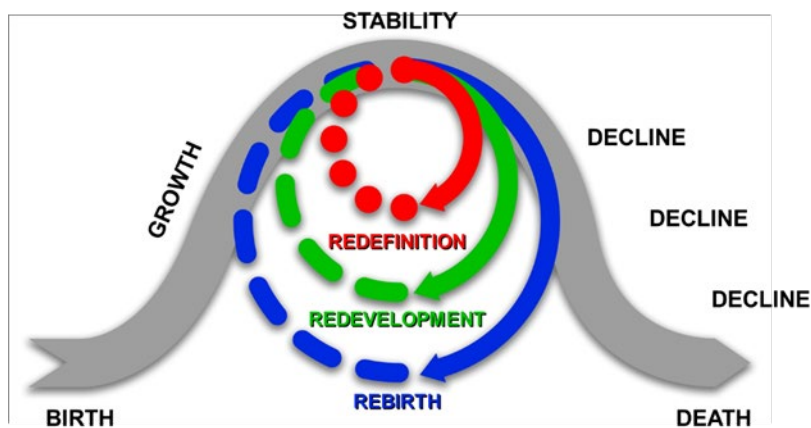 STABILITY
GROWTH
DECLINE
DECLINE
DECLINE
REDEFINITION
REDEVELOPMENT
REBIRTH
BIRTH
DEATH